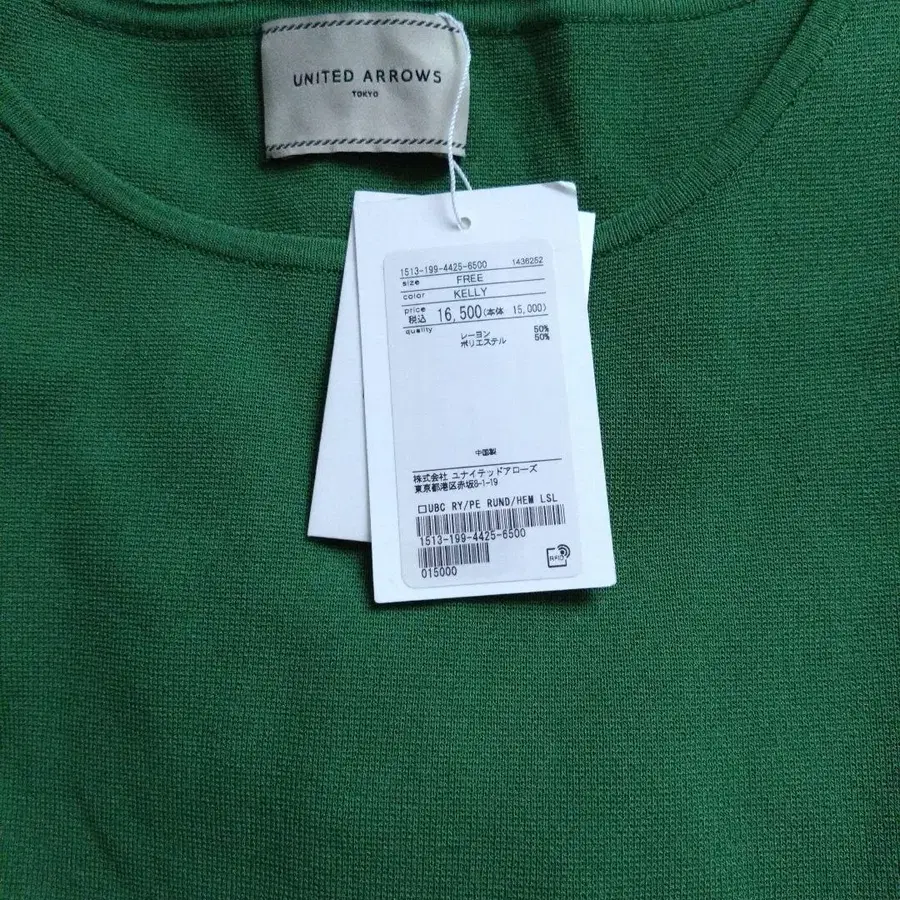 UNITED ARROWS
TOKYO
1513-199-4425-6500 1436252
size FREE
color KELLY
price 税込 16,500(本体 15,000)
quality
レーヨン 50%
ポリエステル 50%
中国製
株式会社 ユナイテッドアローズ
東京都港区赤坂8-1-19
□UBC RY/PE RUND/HEM LSL
1513-199-4425-6500
015000
RFID